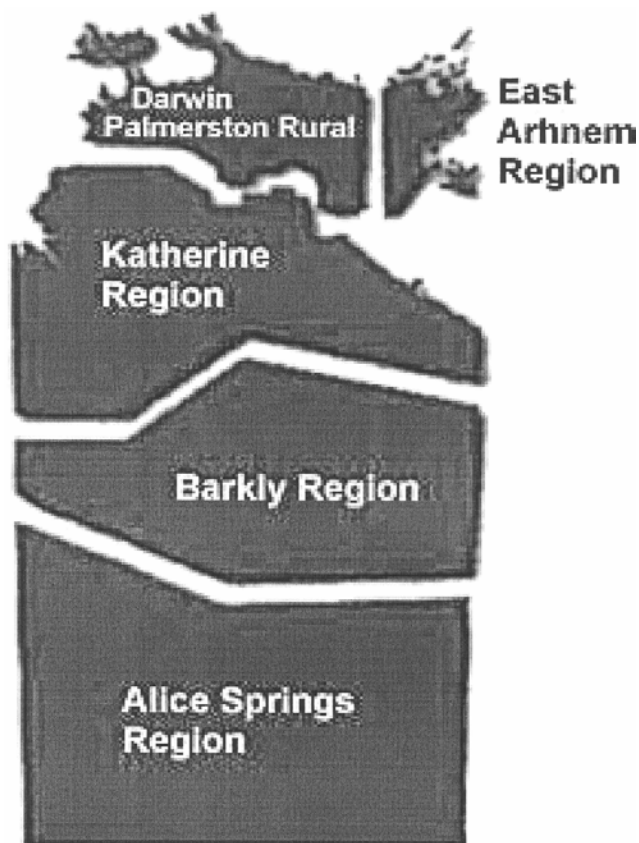 Darwin
Palmerston Rural
East
Arhnem
Region
Katherine
Region
Barkly Region
Alice Springs
Region